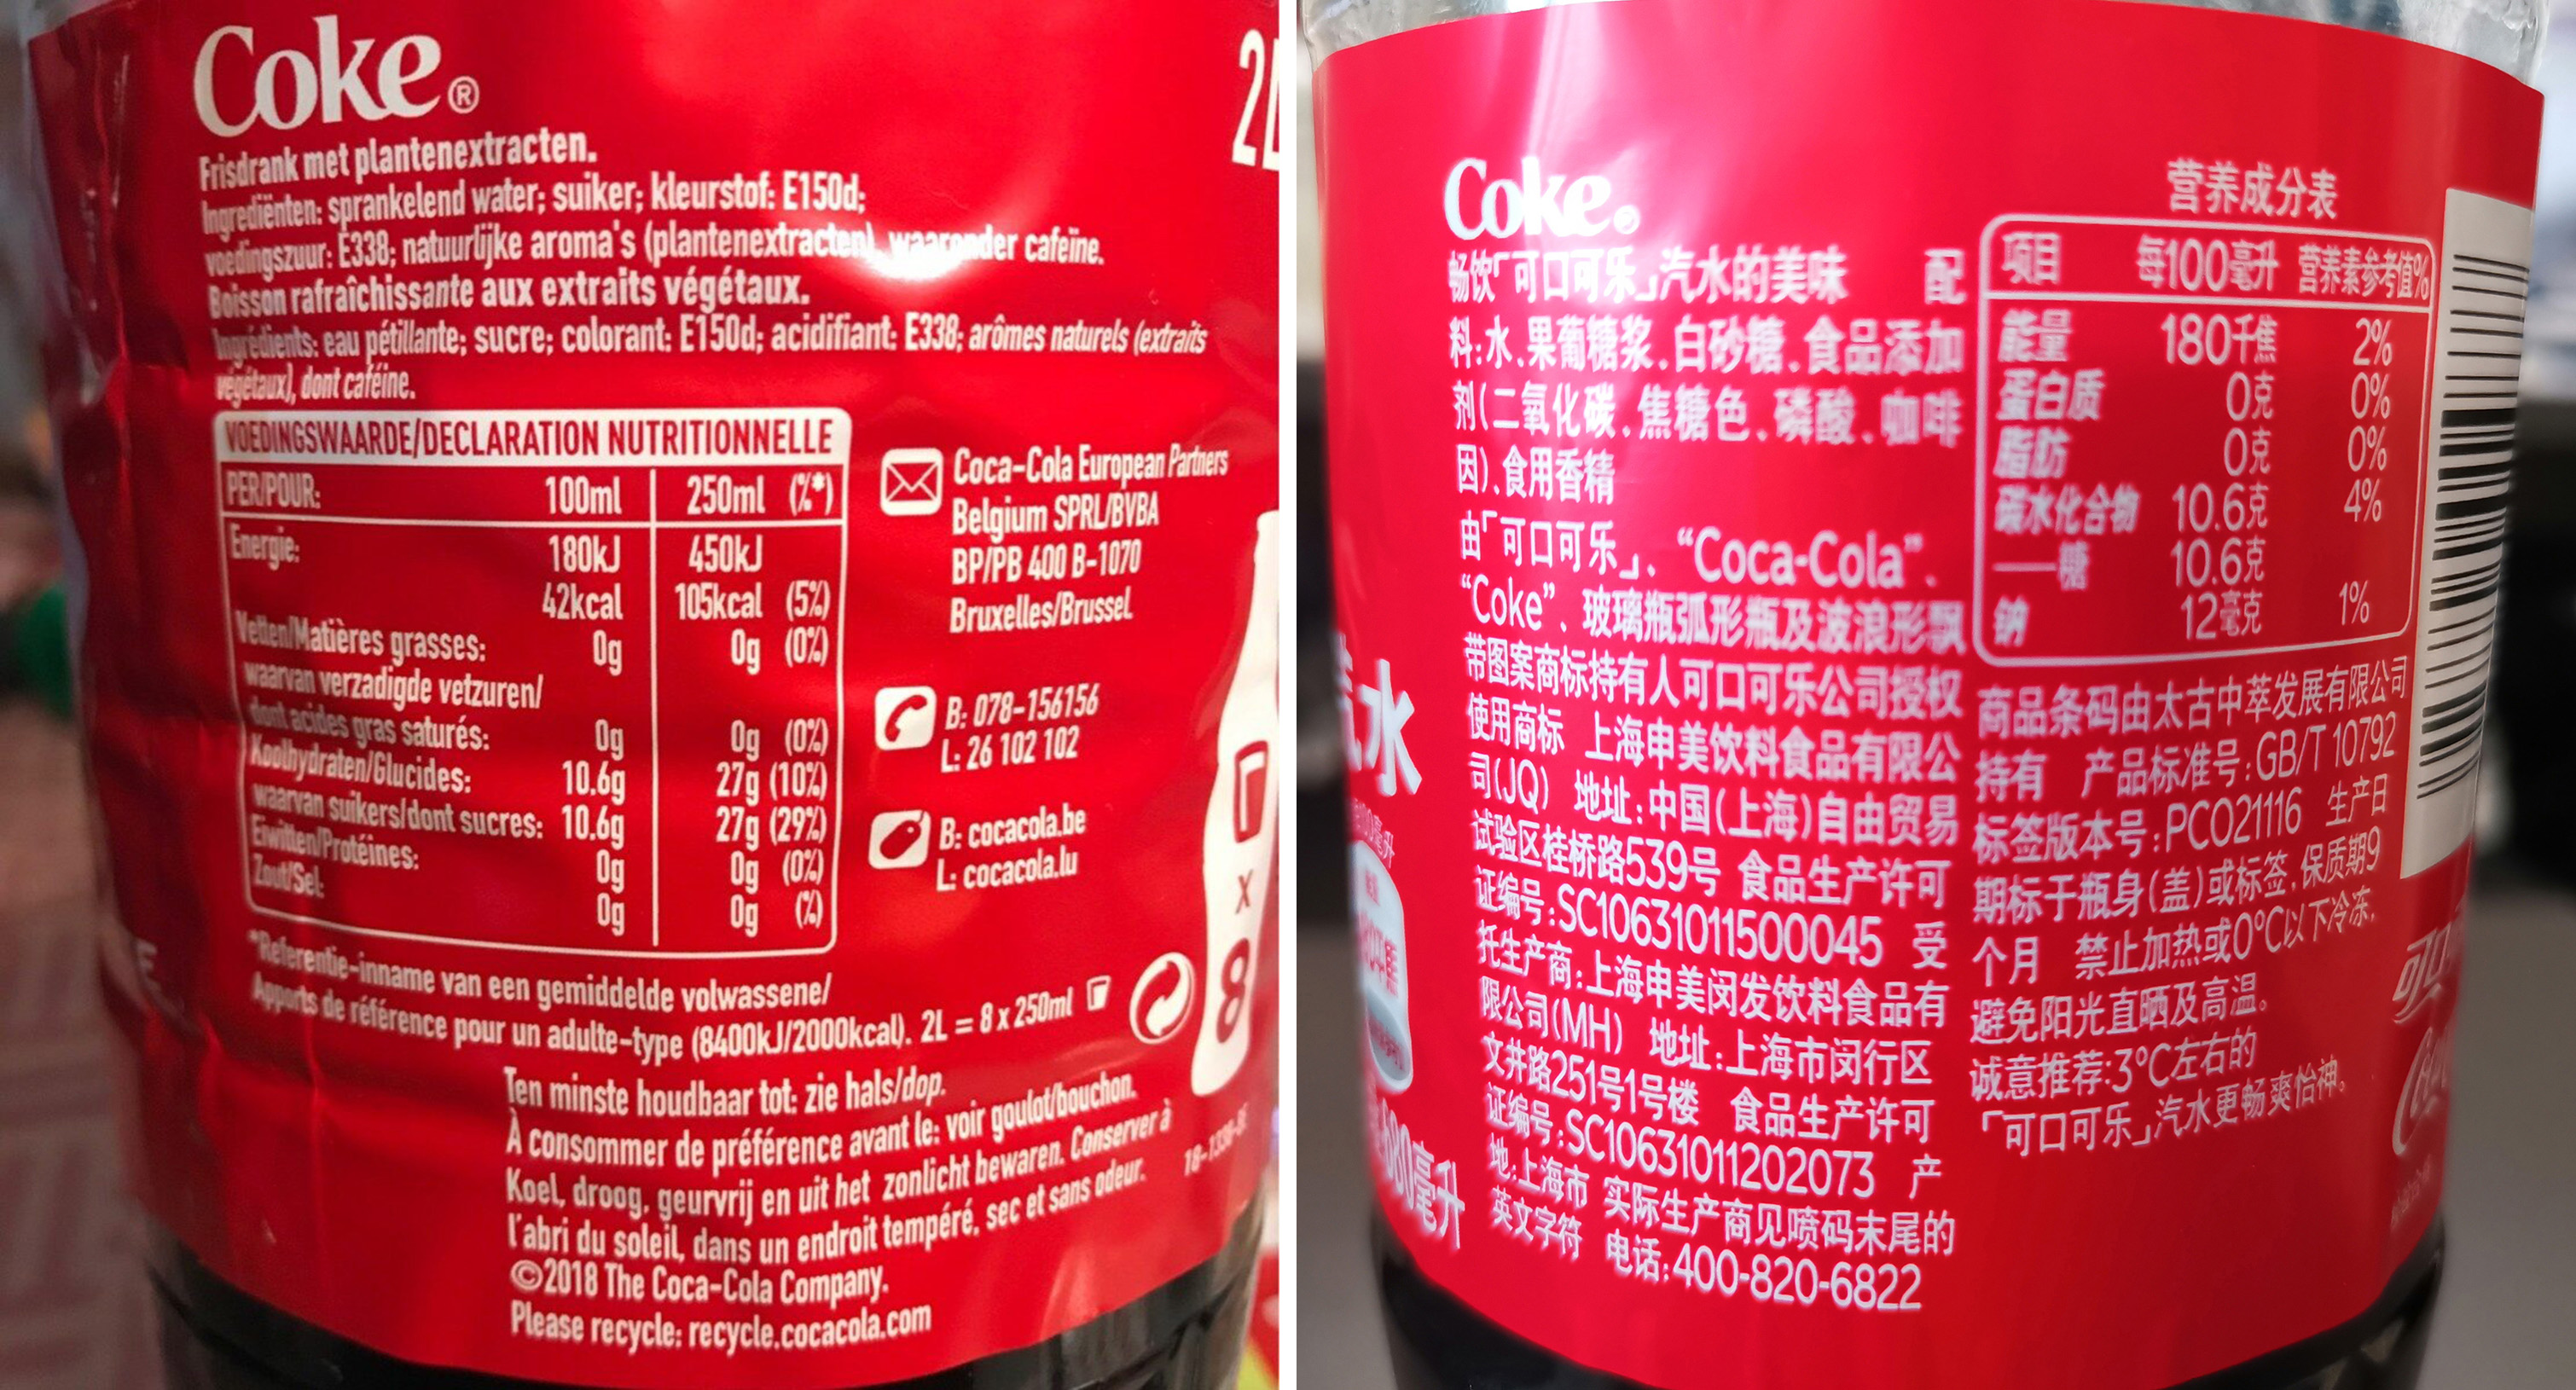 Coke®
Frisdrank met plantenextracten.
Ingrediënten: sprankelend water; suiker; kleurstof: E150d;
voedingszuur: E338; natuurlijke aroma's (plantenextracten), waaronder cafeïne.
Boisson rafraîchissante aux extraits végétaux.
Ingrédients: eau pétillante; sucre; colorant: E150d; acidifiant: E338; arômes naturels (extraits
végétaux), dont caféine.
VOEDINGSWAARDE/DECLARATION NUTRITIONNELLE
PER/POUR: 100ml 250ml (%*)
Energie: 180kJ 450kJ
42kcal 105kcal (5%)
Vetten/Matières grasses: 0g 0g (0%)
waarvan verzadigde vetzuren/
dont acides gras saturés: 0g 0g (0%)
Koolhydraten/Glucides: 10.6g 27g (10%)
waarvan suikers/dont sucres: 10.6g 27g (29%)
Eiwitten/Protéines: 0g 0g (0%)
Zout/Sel: 0g 0g (%)
*Referentie-inname van een gemiddelde volwassene/
Apports de référence pour un adulte-type (8400kJ/2000kcal). 2L = 8 x 250ml
Coca-Cola European Partners
Belgium SPRL/BVBA
BP/PB 400 B-1070
Bruxelles/Brussel
B: 078-156156
L: 26 102 102
B: cocacola.be
L: cocacola.lu
2L
x
8
Ten minste houdbaar tot: zie hals/dop.
À consommer de préférence avant le: voir goulot/bouchon.
Koel, droog, geurvrij en uit het zonlicht bewaren. Conserver à
l'abri du soleil, dans un endroit tempéré, sec et sans odeur.
©2018 The Coca-Cola Company.
Please recycle: recycle.cocacola.com
Coke®
畅饮「可口可乐」汽水的美味 配
料:水、果葡糖浆、白砂糖、食品添加
剂(二氧化碳、焦糖色、磷酸、咖啡
因)、食用香精
由「可口可乐」、“Coca-Cola”、
“Coke”、玻璃瓶弧形瓶及波浪形飘
带图案商标持有人可口可乐公司授权
使用商标 上海申美饮料食品有限公
司(JQ) 地址:中国(上海)自由贸易
试验区桂桥路539号 食品生产许可
证编号:SC10631011500045 受
托生产商:上海申美闵发饮料食品有
限公司(MH) 地址:上海市闵行区
文井路251号1号楼 食品生产许可
证编号:SC10631011202073 产
地:上海市 实际生产商见喷码末尾的
英文字符 电话:400-820-6822
营养成分表
项目 每100毫升 营养素参考值%
能量 180千焦 2%
蛋白质 0克 0%
脂肪 0克 0%
碳水化合物 10.6克 4%
——糖 10.6克
钠 12毫克 1%
商品条码由太古中萃发展有限公司
持有 产品标准号:GB/T 10792
标签版本号:PCO21116 生产日
期标于瓶身(盖)或标签,保质期9
个月 禁止加热或0°C以下冷冻,
避免阳光直晒及高温。
诚意推荐:3°C左右的
「可口可乐」汽水更畅爽怡神。
水
毫升
可口